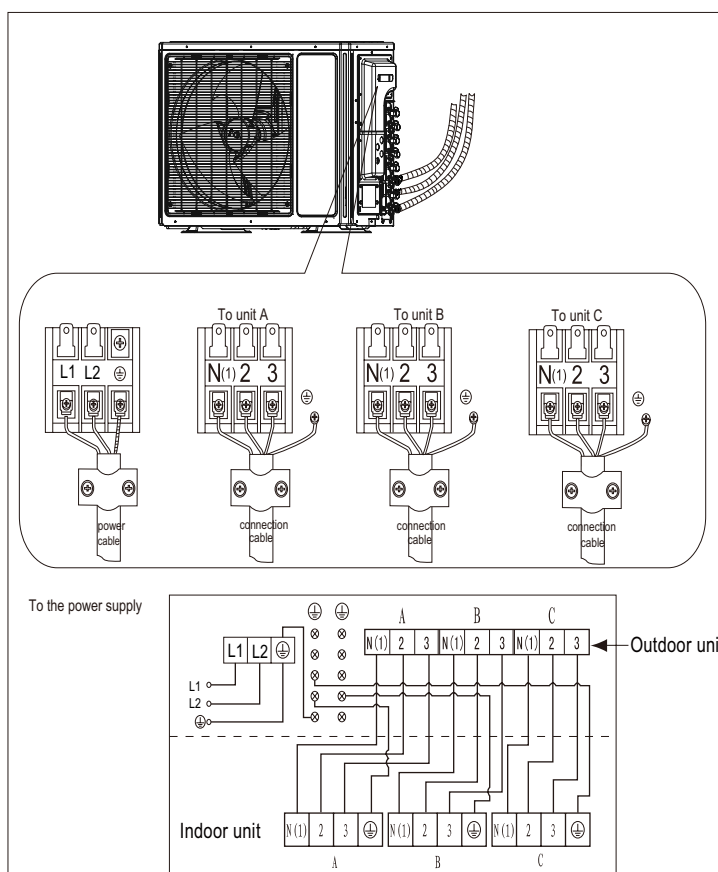 To unit A
To unit B
To unit C
L1 L2 ⏚
N(1) 2 3
N(1) 2 3
N(1) 2 3
⏚
⏚
⏚
power
cable
connection
cable
connection
cable
connection
cable
To the power supply
⏚ ⏚
A B C
L1 L2 ⏚
N(1) 2 3 N(1) 2 3 N(1) 2 3
Outdoor uni
L1
L2
⏚
Indoor unit
N(1) 2 3 ⏚ N(1) 2 3 ⏚ N(1) 2 3 ⏚
A B C